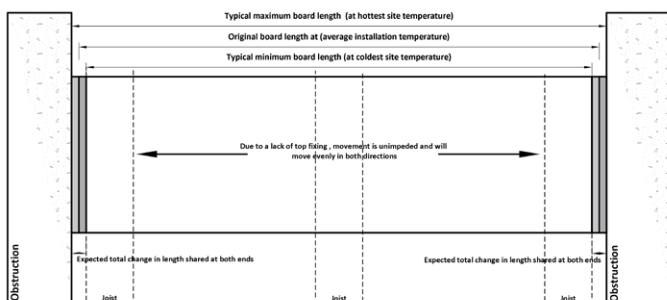 Typical maximum board length (at hottest site temperature)
Original board length at (average installation temperature)
Typical minimum board length (at coldest site temperature)
Due to a lack of top fixing , movement is unimpeded and will
move evenly in both directions
Obstruction
Expected total change in length shared at both ends
Expected total change in length shared at both ends
Obstruction
Joist
Joist
Joist